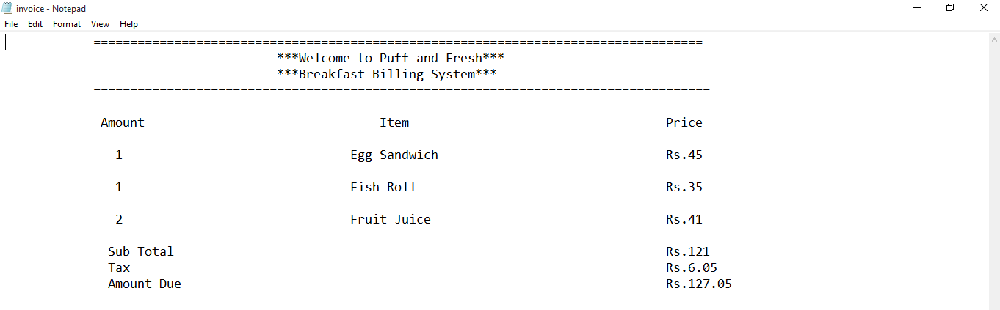 invoice - Notepad
File Edit Format View Help
===================================================================================
***Welcome to Puff and Fresh***
***Breakfast Billing System***
====================================================================================
Amount Item Price
1 Egg Sandwich Rs.45
1 Fish Roll Rs.35
2 Fruit Juice Rs.41
Sub Total Rs.121
Tax Rs.6.05
Amount Due Rs.127.05